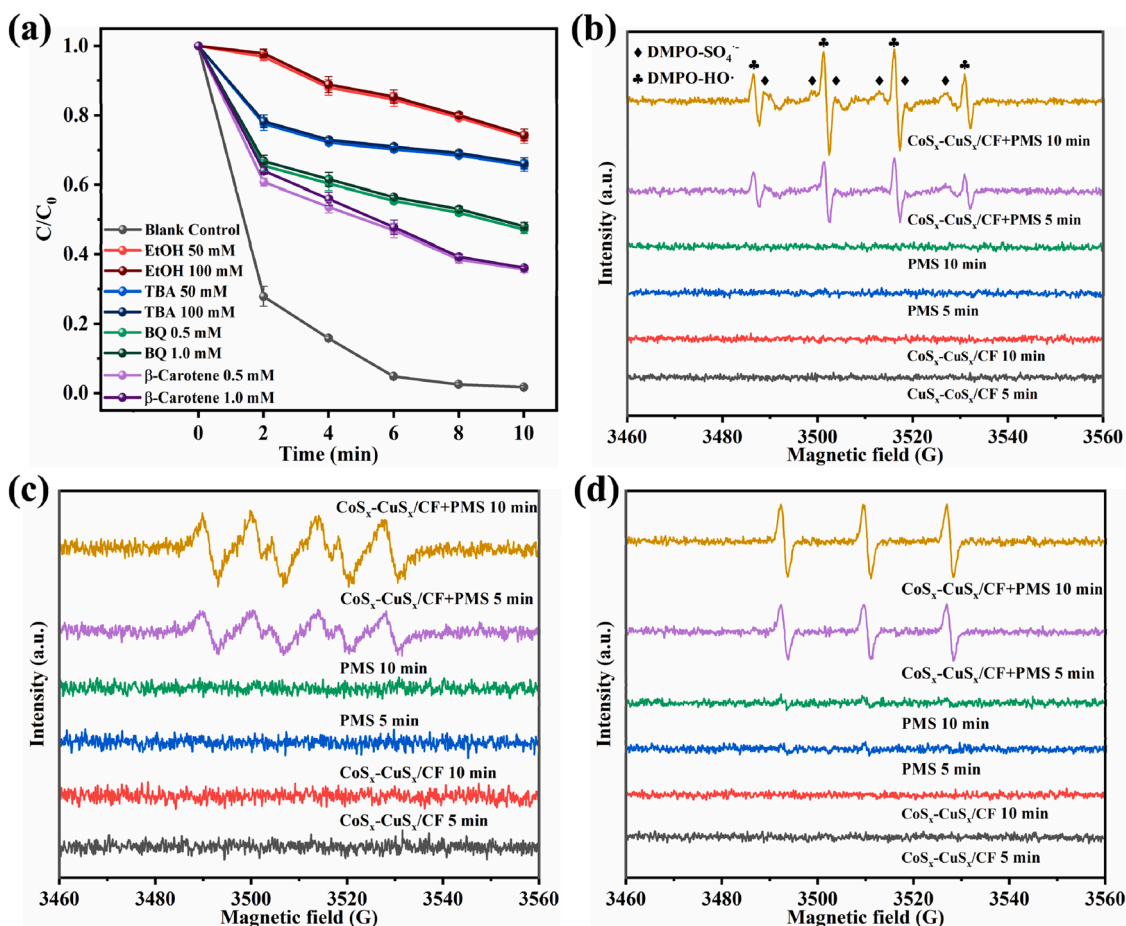 (a)
C/C0
1.0
0.8
0.6
0.4
0.2
0.0
Blank Control
EtOH 50 mM
EtOH 100 mM
TBA 50 mM
TBA 100 mM
BQ 0.5 mM
BQ 1.0 mM
β-Carotene 0.5 mM
β-Carotene 1.0 mM
0 2 4 6 8 10
Time (min)
(b)
Intensity (a.u.)
♦ DMPO-SO4·-
♣ DMPO-HO·
CoSx-CuSx/CF+PMS 10 min
CoSx-CuSx/CF+PMS 5 min
PMS 10 min
PMS 5 min
CoSx-CuSx/CF 10 min
CuSx-CoSx/CF 5 min
3460 3480 3500 3520 3540 3560
Magnetic field (G)
(c)
Intensity (a.u.)
CoSx-CuSx/CF+PMS 10 min
CoSx-CuSx/CF+PMS 5 min
PMS 10 min
PMS 5 min
CoSx-CuSx/CF 10 min
CoSx-CuSx/CF 5 min
3460 3480 3500 3520 3540 3560
Magnetic field (G)
(d)
Intensity (a.u.)
CoSx-CuSx/CF+PMS 10 min
CoSx-CuSx/CF+PMS 5 min
PMS 10 min
PMS 5 min
CoSx-CuSx/CF 10 min
CoSx-CuSx/CF 5 min
3460 3480 3500 3520 3540 3560
Magnetic field (G)